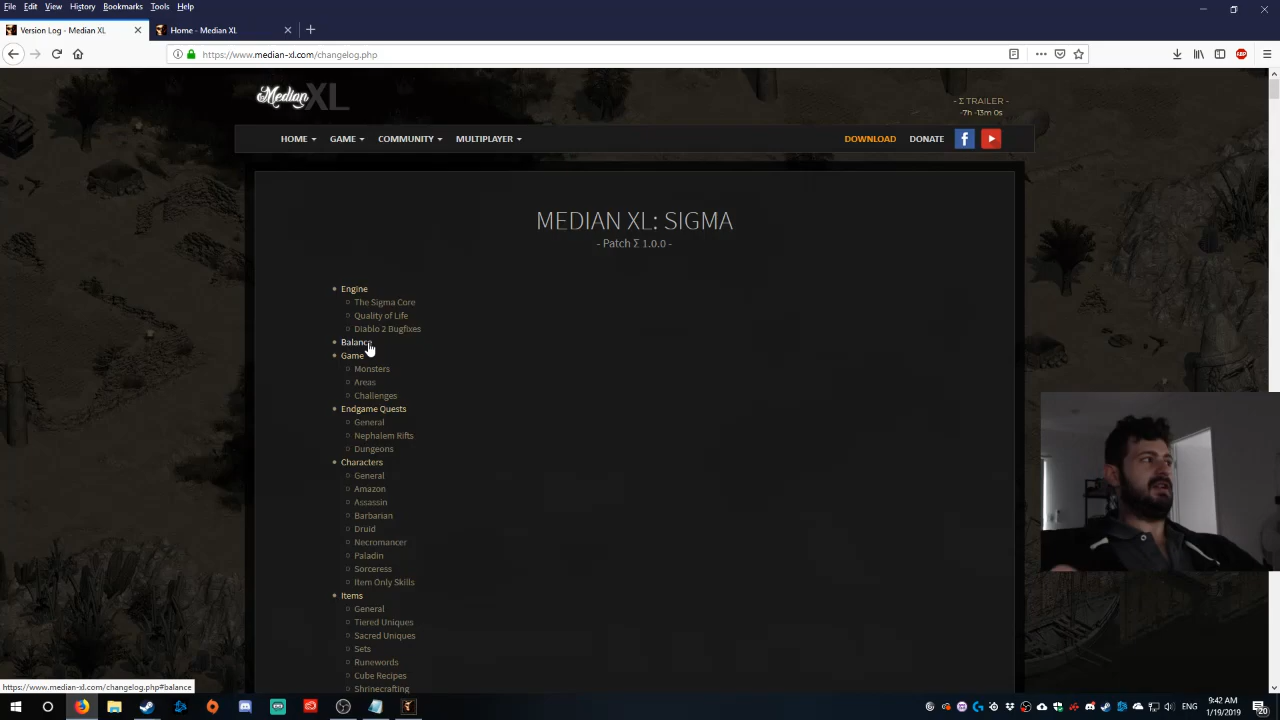 File Edit View History Bookmarks Tools Help
Version Log - Median XL
Home - Median XL
https://www.median-xl.com/changelog.php
Median XL
- Σ TRAILER -
-7h -13m 0s
HOME
GAME
COMMUNITY
MULTIPLAYER
DOWNLOAD
DONATE
MEDIAN XL: SIGMA
- Patch Σ 1.0.0 -
Engine
The Sigma Core
Quality of Life
Diablo 2 Bugfixes
Balance
Game
Monsters
Areas
Challenges
Endgame Quests
General
Nephalem Rifts
Dungeons
Characters
General
Amazon
Assassin
Barbarian
Druid
Necromancer
Paladin
Sorceress
Item Only Skills
Items
General
Tiered Uniques
Sacred Uniques
Sets
Runewords
Cube Recipes
Shrinecrafting
https://www.median-xl.com/changelog.php#balance
ENG
9:42 AM
1/19/2019